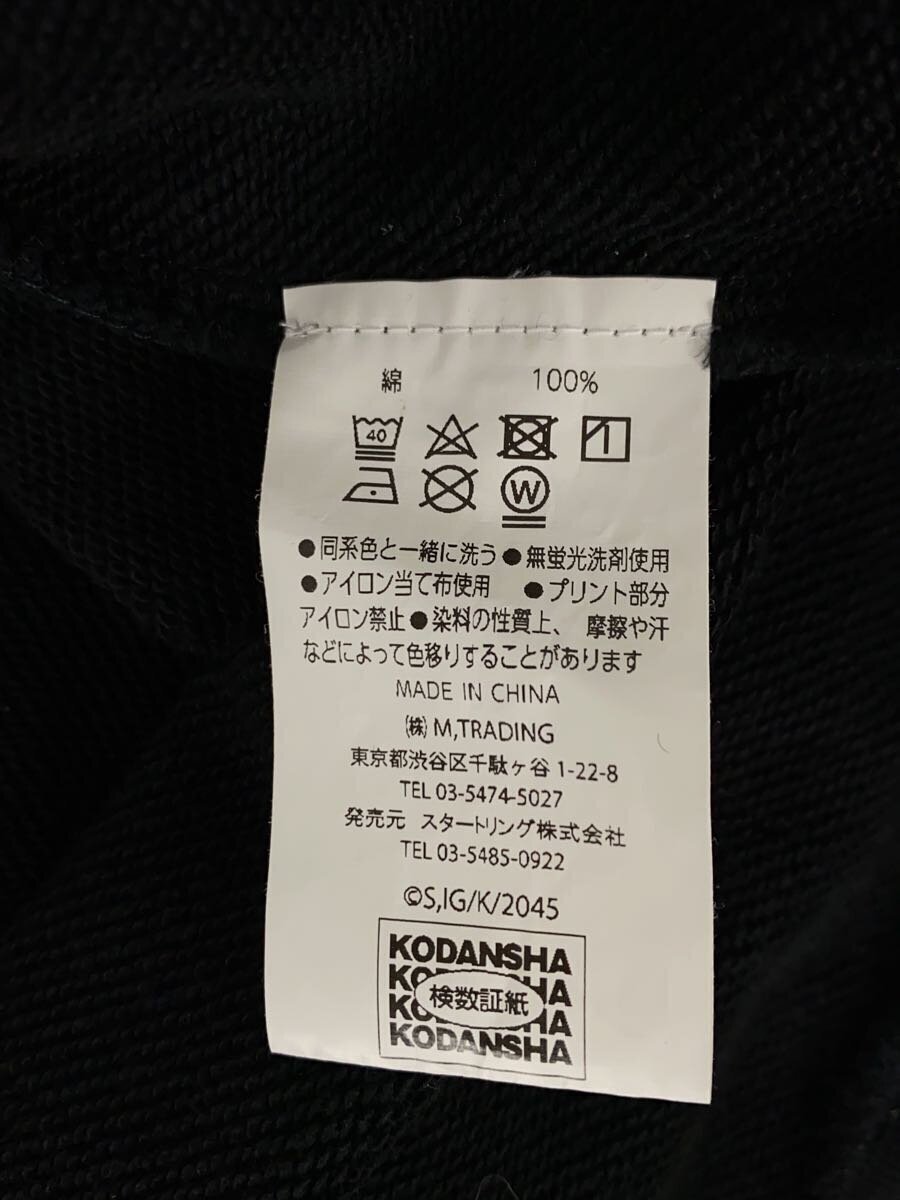 綿 100%
40
W
●同系色と一緒に洗う ●無蛍光洗剤使用
●アイロン当て布使用 ●プリント部分
アイロン禁止●染料の性質上、 摩擦や汗
などによって色移りすることがあります
MADE IN CHINA
㈱ M,TRADING
東京都渋谷区千駄ヶ谷 1-22-8
TEL 03-5474-5027
発売元 スタートリング株式会社
TEL 03-5485-0922
©S,IG/K/2045
KODANSHA
KODANSHA
検数証紙
KODANSHA
KODANSHA